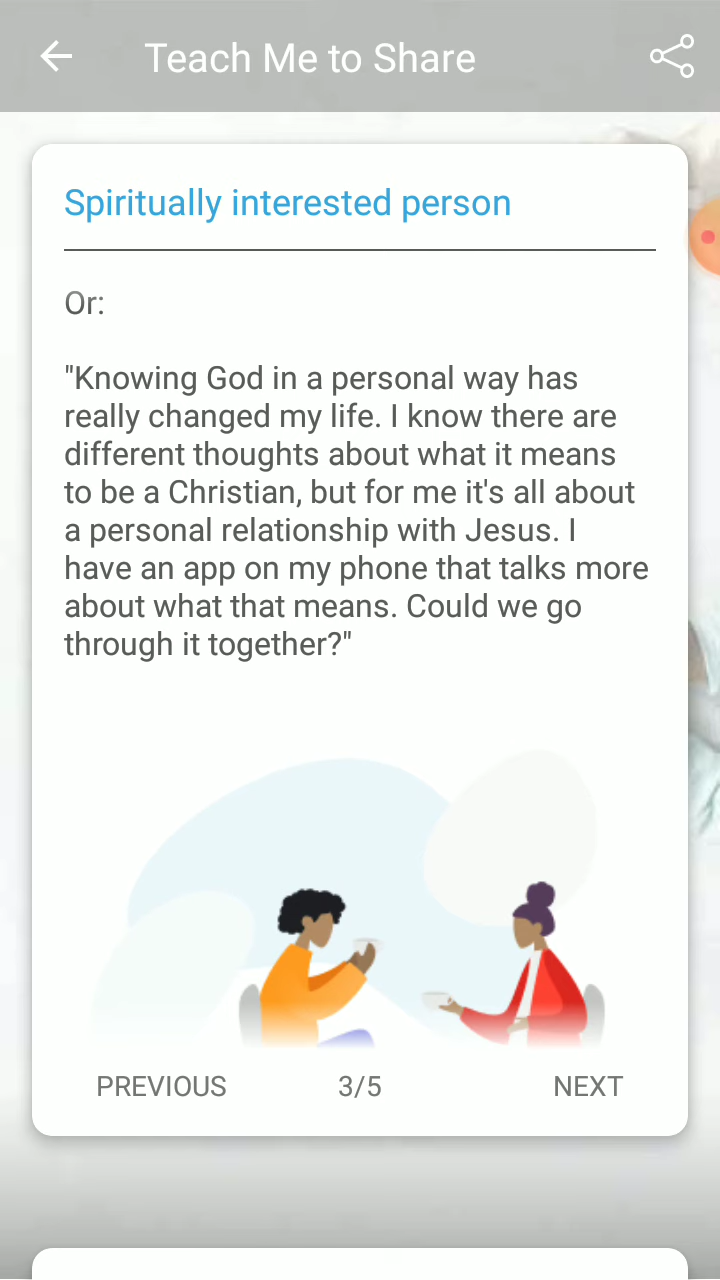 Teach Me to Share
Spiritually interested person
Or:
"Knowing God in a personal way has
really changed my life. I know there are
different thoughts about what it means
to be a Christian, but for me it's all about
a personal relationship with Jesus. I
have an app on my phone that talks more
about what that means. Could we go
through it together?"
PREVIOUS 3/5 NEXT